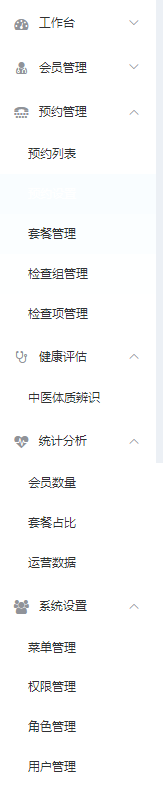 工作台
会员管理
预约管理
预约列表
套餐管理
检查组管理
检查项管理
健康评估
中医体质辨识
统计分析
会员数量
套餐占比
运营数据
系统设置
菜单管理
权限管理
角色管理
用户管理